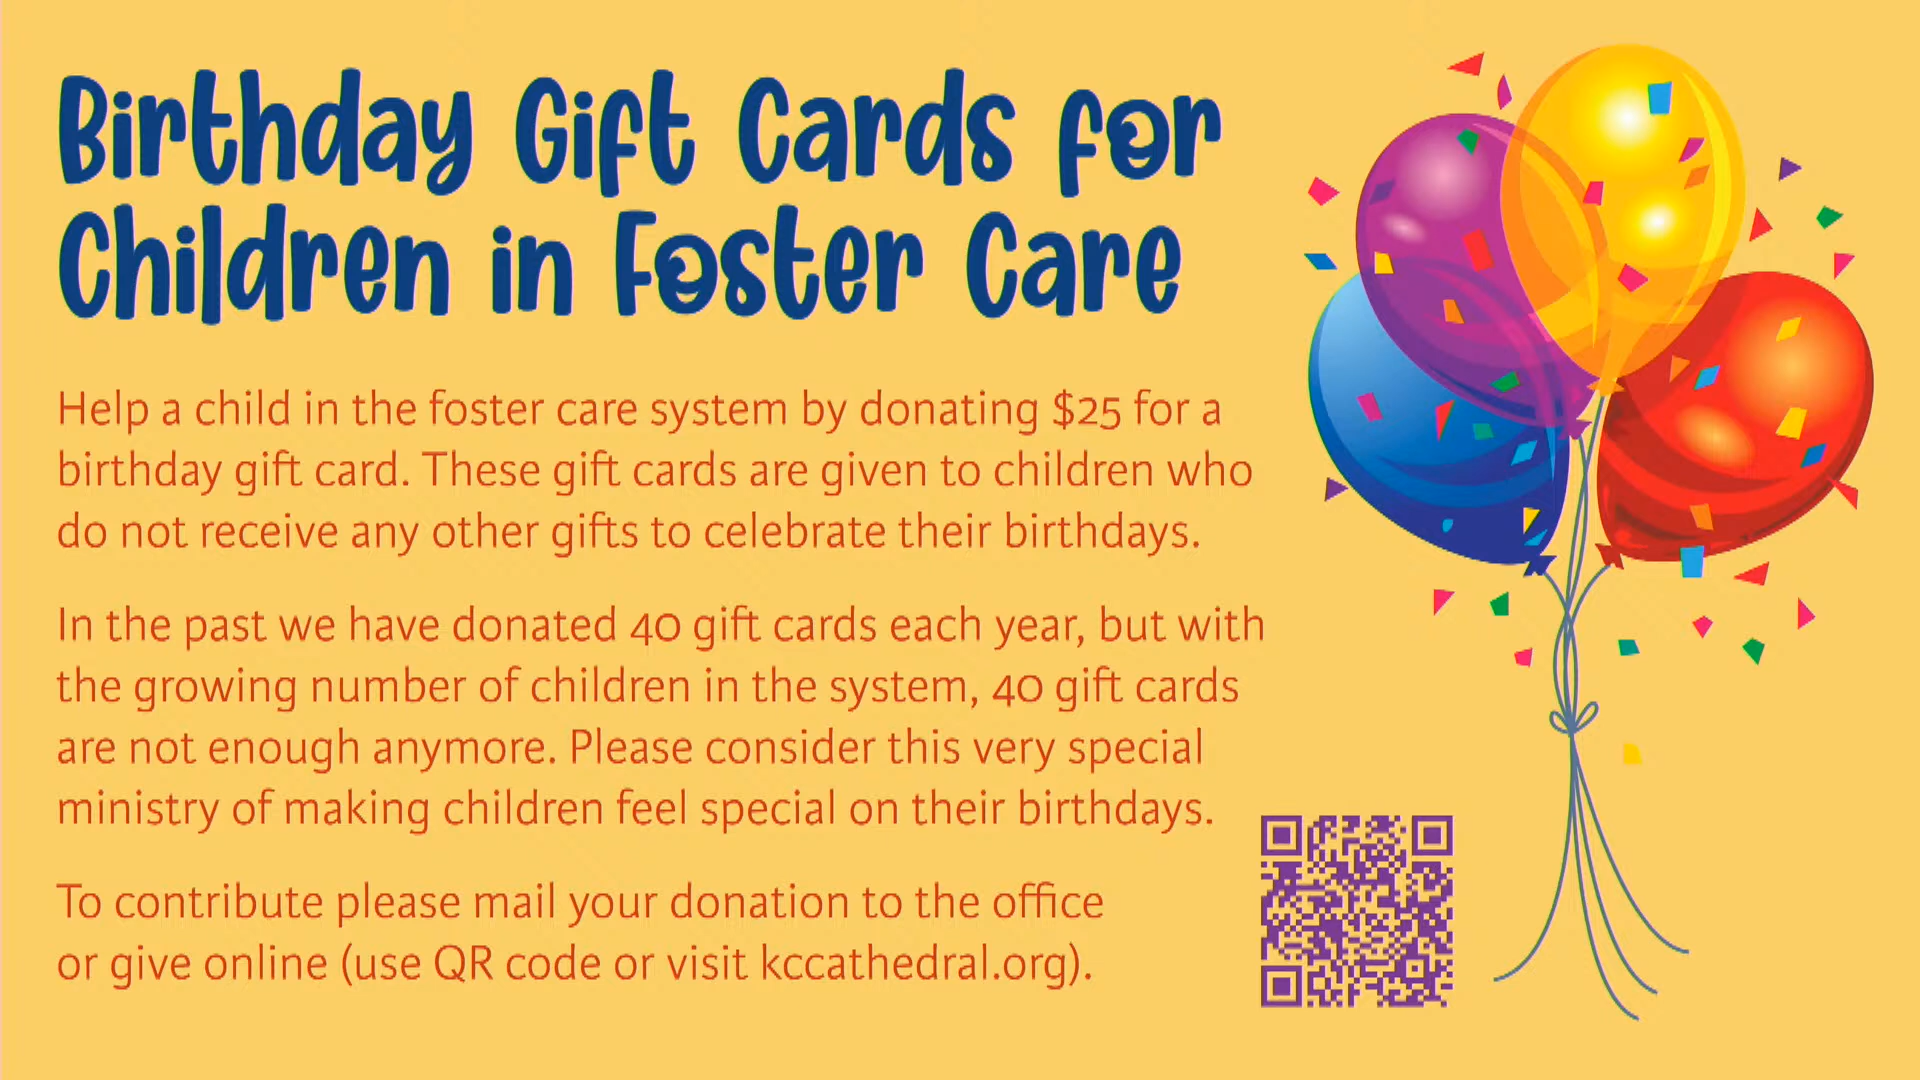 Birthday Gift Cards for
Children in Foster Care
Help a child in the foster care system by donating $25 for a
birthday gift card. These gift cards are given to children who
do not receive any other gifts to celebrate their birthdays.
In the past we have donated 40 gift cards each year, but with
the growing number of children in the system, 40 gift cards
are not enough anymore. Please consider this very special
ministry of making children feel special on their birthdays.
To contribute please mail your donation to the office
or give online (use QR code or visit kccathedral.org).